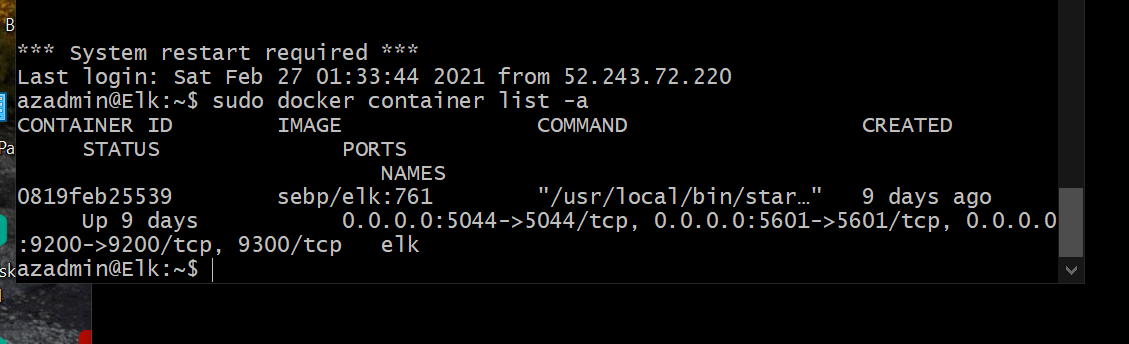 B
*** System restart required ***
Last login: Sat Feb 27 01:33:44 2021 from 52.243.72.220
azadmin@Elk:~$ sudo docker container list -a
CONTAINER ID        IMAGE               COMMAND                  CREATED
     STATUS              PORTS
Pa
                            NAMES
0819feb25539        sebp/elk:761        "/usr/local/bin/star…"   9 days ago
     Up 9 days           0.0.0.0:5044->5044/tcp, 0.0.0.0:5601->5601/tcp, 0.0.0.0
:9200->9200/tcp, 9300/tcp   elk
sk
azadmin@Elk:~$